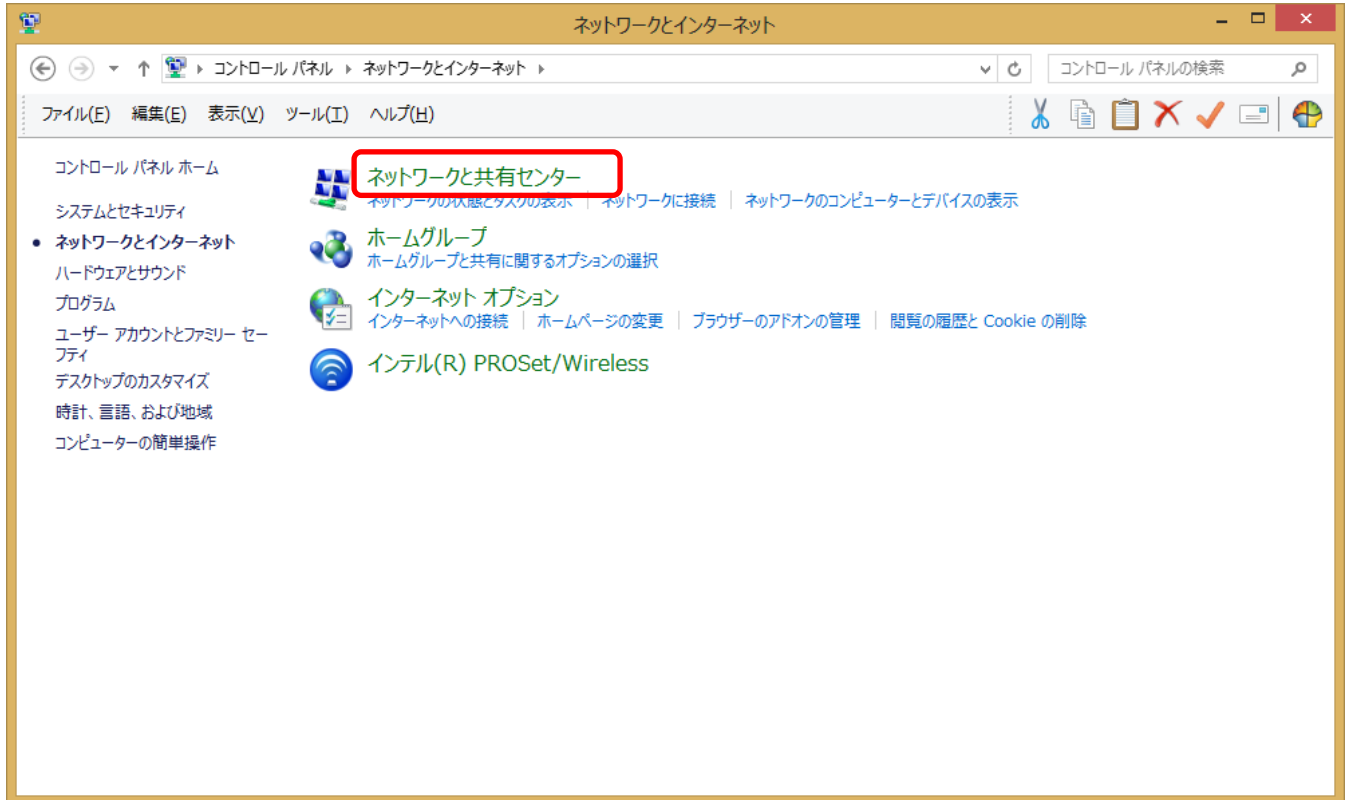 ネットワークとインターネット
コントロール パネル ネットワークとインターネット
コントロール パネルの検索
ファイル(F) 編集(E) 表示(V) ツール(T) ヘルプ(H)
コントロール パネル ホーム
システムとセキュリティ
ネットワークとインターネット
ハードウェアとサウンド
プログラム
ユーザー アカウントとファミリー セー
フティ
デスクトップのカスタマイズ
時計、言語、および地域
コンピューターの簡単操作
ネットワークと共有センター
ネットワークの状態とタスクの表示 ネットワークに接続 ネットワークのコンピューターとデバイスの表示
ホームグループ
ホームグループと共有に関するオプションの選択
インターネット オプション
インターネットへの接続 ホームページの変更 ブラウザーのアドオンの管理 閲覧の履歴と Cookie の削除
インテル(R) PROSet/Wireless